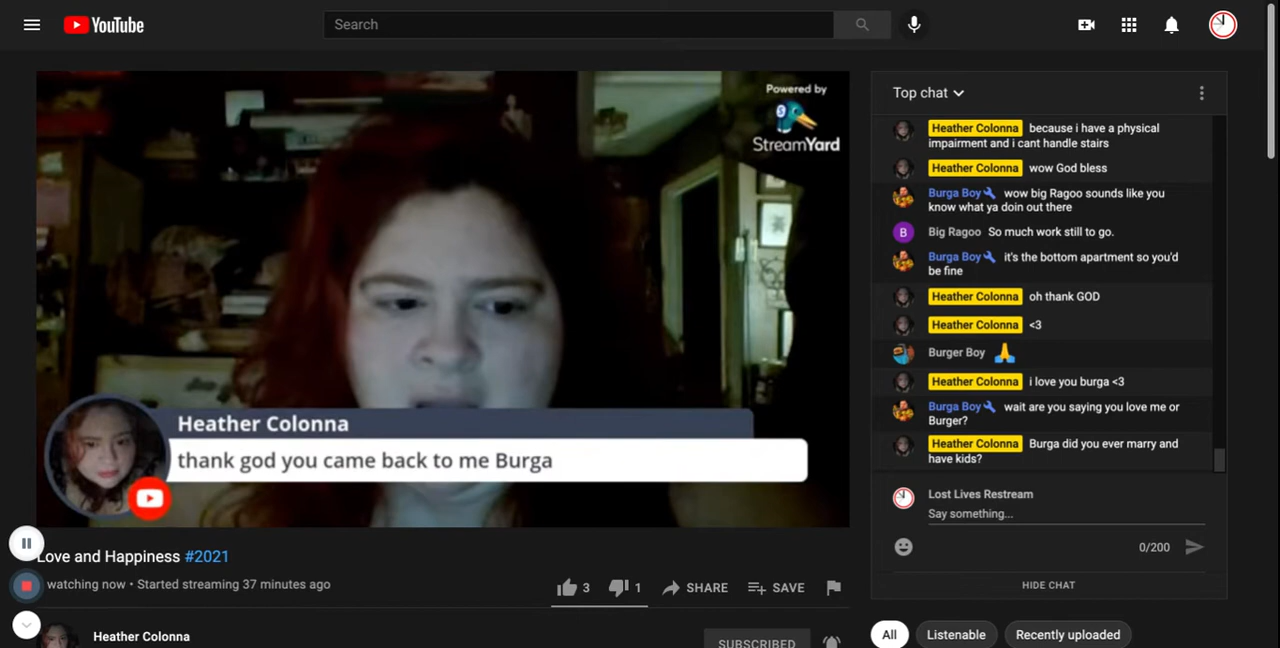 YouTube
Search
Powered by
StreamYard
Heather Colonna
thank god you came back to me Burga
Love and Happiness #2021
watching now • Started streaming 37 minutes ago
3
1
SHARE
SAVE
Heather Colonna
SUBSCRIBED
Top chat
Heather Colonna because i have a physical
impairment and i cant handle stairs
Heather Colonna wow God bless
Burga Boy wow big Ragoo sounds like you
know what ya doin out there
B Big Ragoo So much work still to go.
Burga Boy it's the bottom apartment so you'd
be fine
Heather Colonna oh thank GOD
Heather Colonna <3
Burger Boy 🙏
Heather Colonna i love you burga <3
Burga Boy wait are you saying you love me or
Burger?
Heather Colonna Burga did you ever marry and
have kids?
Lost Lives Restream
Say something...
0/200
HIDE CHAT
All
Listenable
Recently uploaded